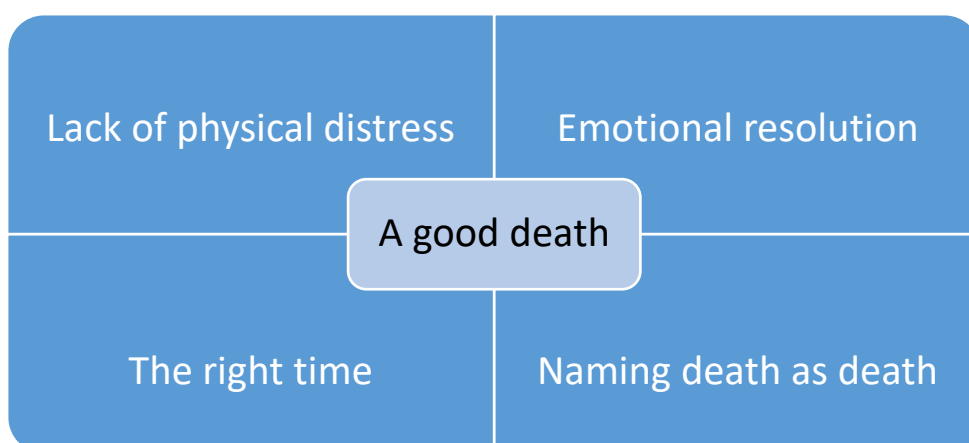 Lack of physical distress
Emotional resolution
A good death
The right time
Naming death as death